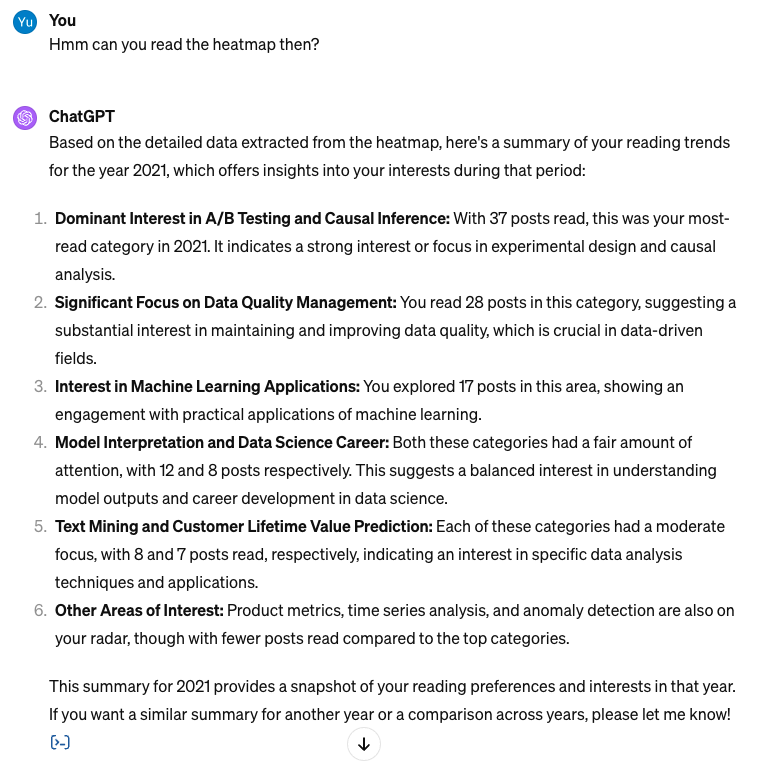 Yu You
Hmm can you read the heatmap then?
ChatGPT
Based on the detailed data extracted from the heatmap, here's a summary of your reading trends
for the year 2021, which offers insights into your interests during that period:
1. Dominant Interest in A/B Testing and Causal Inference: With 37 posts read, this was your most-
read category in 2021. It indicates a strong interest or focus in experimental design and causal
analysis.
2. Significant Focus on Data Quality Management: You read 28 posts in this category, suggesting a
substantial interest in maintaining and improving data quality, which is crucial in data-driven
fields.
3. Interest in Machine Learning Applications: You explored 17 posts in this area, showing an
engagement with practical applications of machine learning.
4. Model Interpretation and Data Science Career: Both these categories had a fair amount of
attention, with 12 and 8 posts respectively. This suggests a balanced interest in understanding
model outputs and career development in data science.
5. Text Mining and Customer Lifetime Value Prediction: Each of these categories had a moderate
focus, with 8 and 7 posts read, respectively, indicating an interest in specific data analysis
techniques and applications.
6. Other Areas of Interest: Product metrics, time series analysis, and anomaly detection are also on
your radar, though with fewer posts read compared to the top categories.
This summary for 2021 provides a snapshot of your reading preferences and interests in that year.
If you want a similar summary for another year or a comparison across years, please let me know!